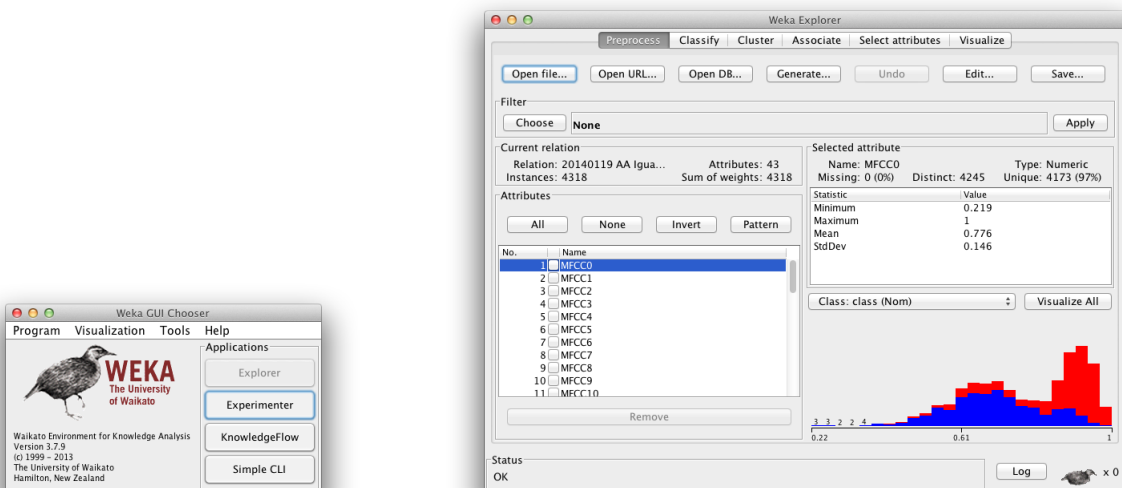 Weka Explorer
Preprocess Classify Cluster Associate Select attributes Visualize
Open file... Open URL... Open DB... Generate... Undo Edit... Save...
Filter
Choose None Apply
Current relation
Relation: 20140119 AA Igua... Attributes: 43
Instances: 4318 Sum of weights: 4318
Attributes
All None Invert Pattern
No. Name
1 MFCC0
2 MFCC1
3 MFCC2
4 MFCC3
5 MFCC4
6 MFCC5
7 MFCC6
8 MFCC7
9 MFCC8
10 MFCC9
11 MFCC10
Remove
Selected attribute
Name: MFCC0 Type: Numeric
Missing: 0 (0%) Distinct: 4245 Unique: 4173 (97%)
Statistic Value
Minimum 0.219
Maximum 1
Mean 0.776
StdDev 0.146
Class: class (Nom) Visualize All
3 3 2 2 4
0.22 0.61 1
Status
OK
Log x 0
Weka GUI Chooser
Program Visualization Tools Help
WEKA
The University
of Waikato
Waikato Environment for Knowledge Analysis
Version 3.7.9
(c) 1999 - 2013
The University of Waikato
Hamilton, New Zealand
Applications
Explorer
Experimenter
KnowledgeFlow
Simple CLI